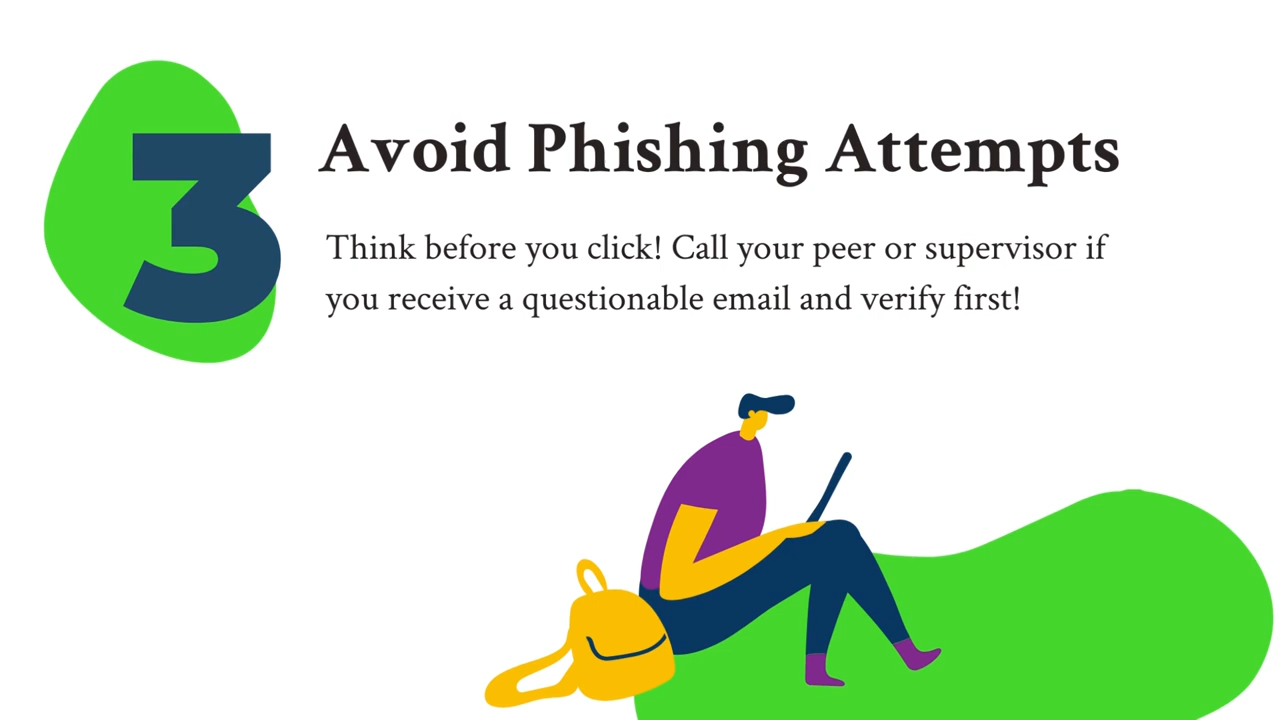 3
Avoid Phishing Attempts
Think before you click! Call your peer or supervisor if
you receive a questionable email and verify first!